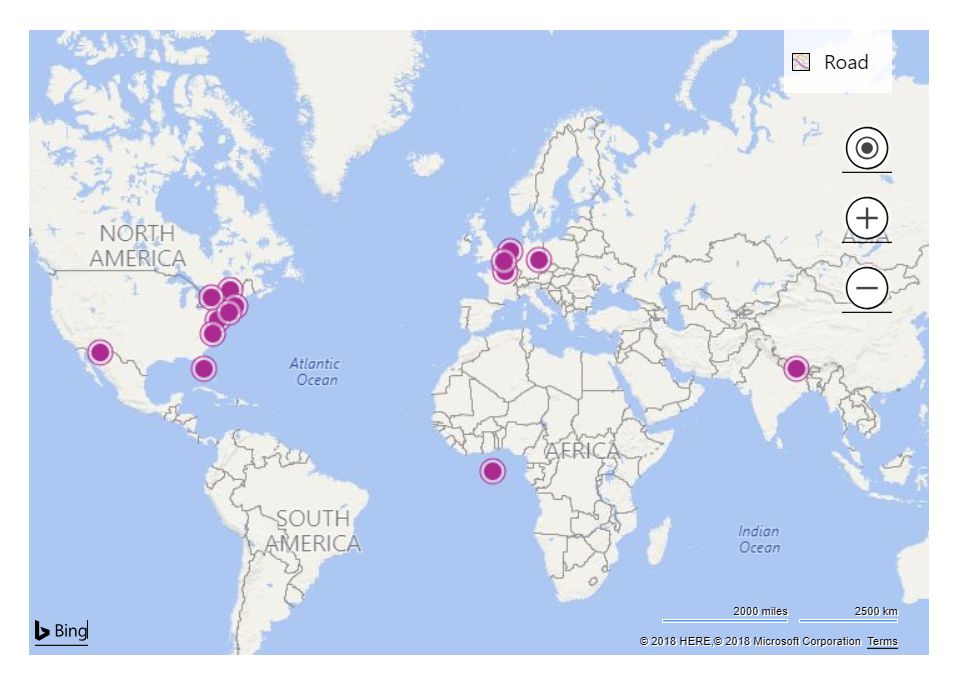 Road
NORTH
AMERICA
ASIA
Atlantic
Ocean
AFRICA
SOUTH
AMERICA
Indian
Ocean
2000 miles
2500 km
Bing
© 2018 HERE,© 2018 Microsoft Corporation Terms